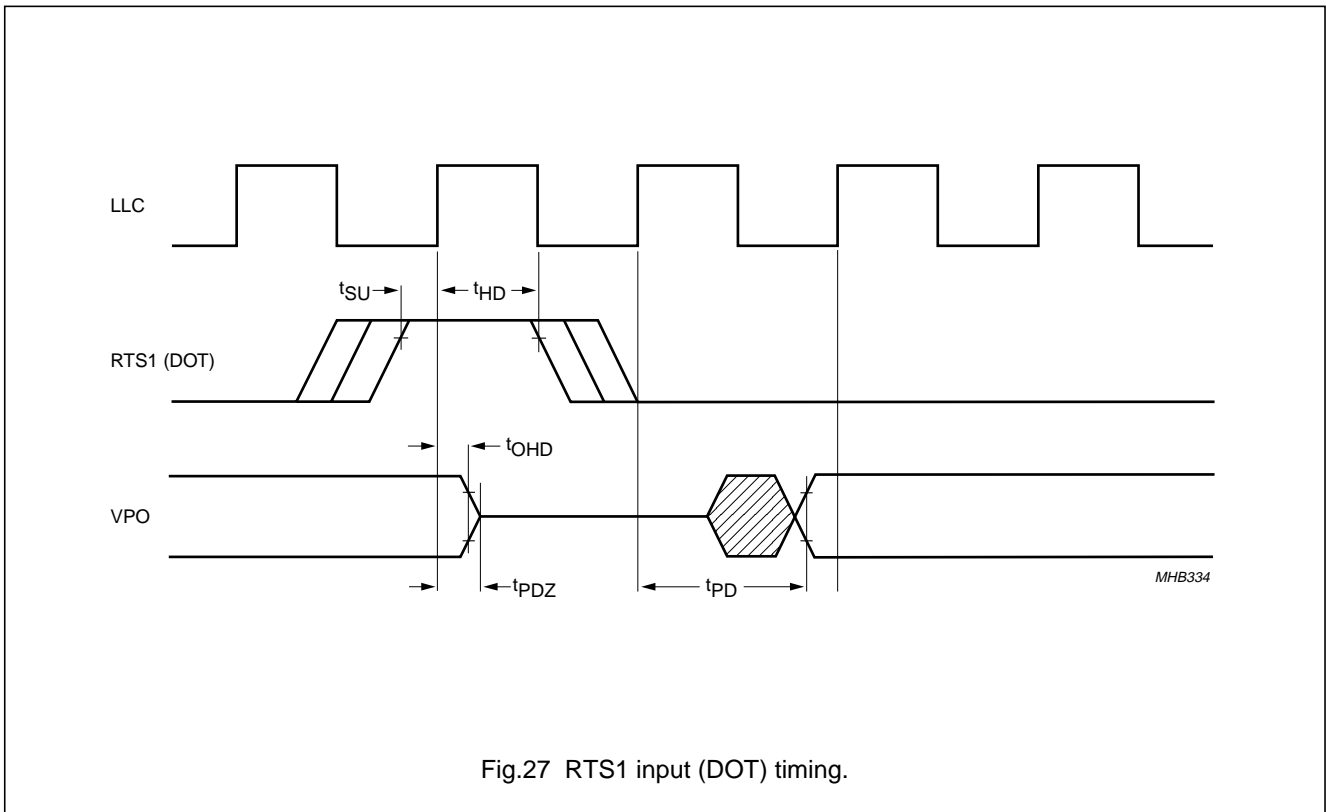 LLC
tSU
tHD
RTS1 (DOT)
tOHD
VPO
tPDZ
tPD
MHB334
Fig.27 RTS1 input (DOT) timing.